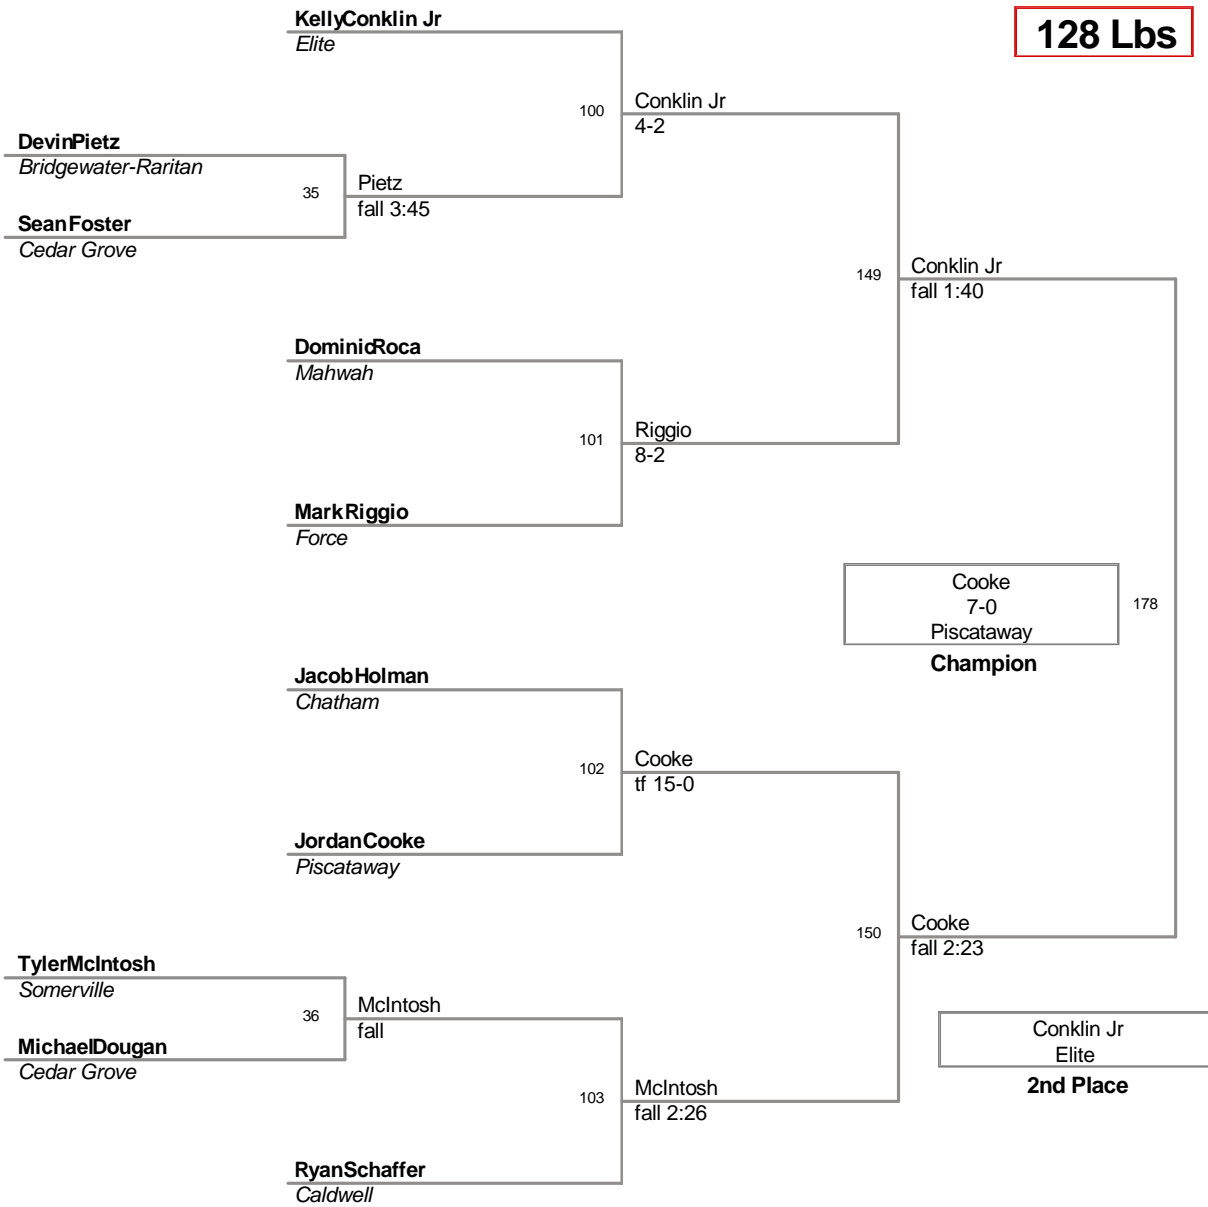 KellyConklin Jr
Elite
128 Lbs
100
Conklin Jr
4-2
DevinPietz
Bridgewater-Raritan
35
Pietz
fall 3:45
SeanFoster
Cedar Grove
149
Conklin Jr
fall 1:40
DominicRoca
Mahwah
101
Riggio
8-2
MarkRiggio
Force
Cooke
7-0
Piscataway
178
Champion
JacobHolman
Chatham
102
Cooke
tf 15-0
JordanCooke
Piscataway
150
Cooke
fall 2:23
TylerMcIntosh
Somerville
36
McIntosh
fall
MichaelDougan
Cedar Grove
Conklin Jr
Elite
2nd Place
103
McIntosh
fall 2:26
RyanSchaffer
Caldwell